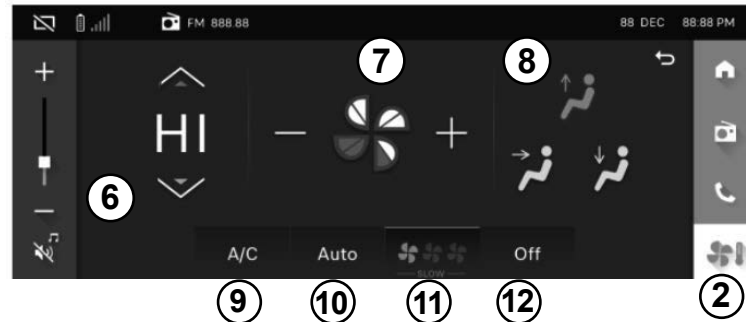 FM 888.88
88 DEC 88:88 PM
7
8
HI
6
A/C Auto Off
SLOW
9 10 11 12 2